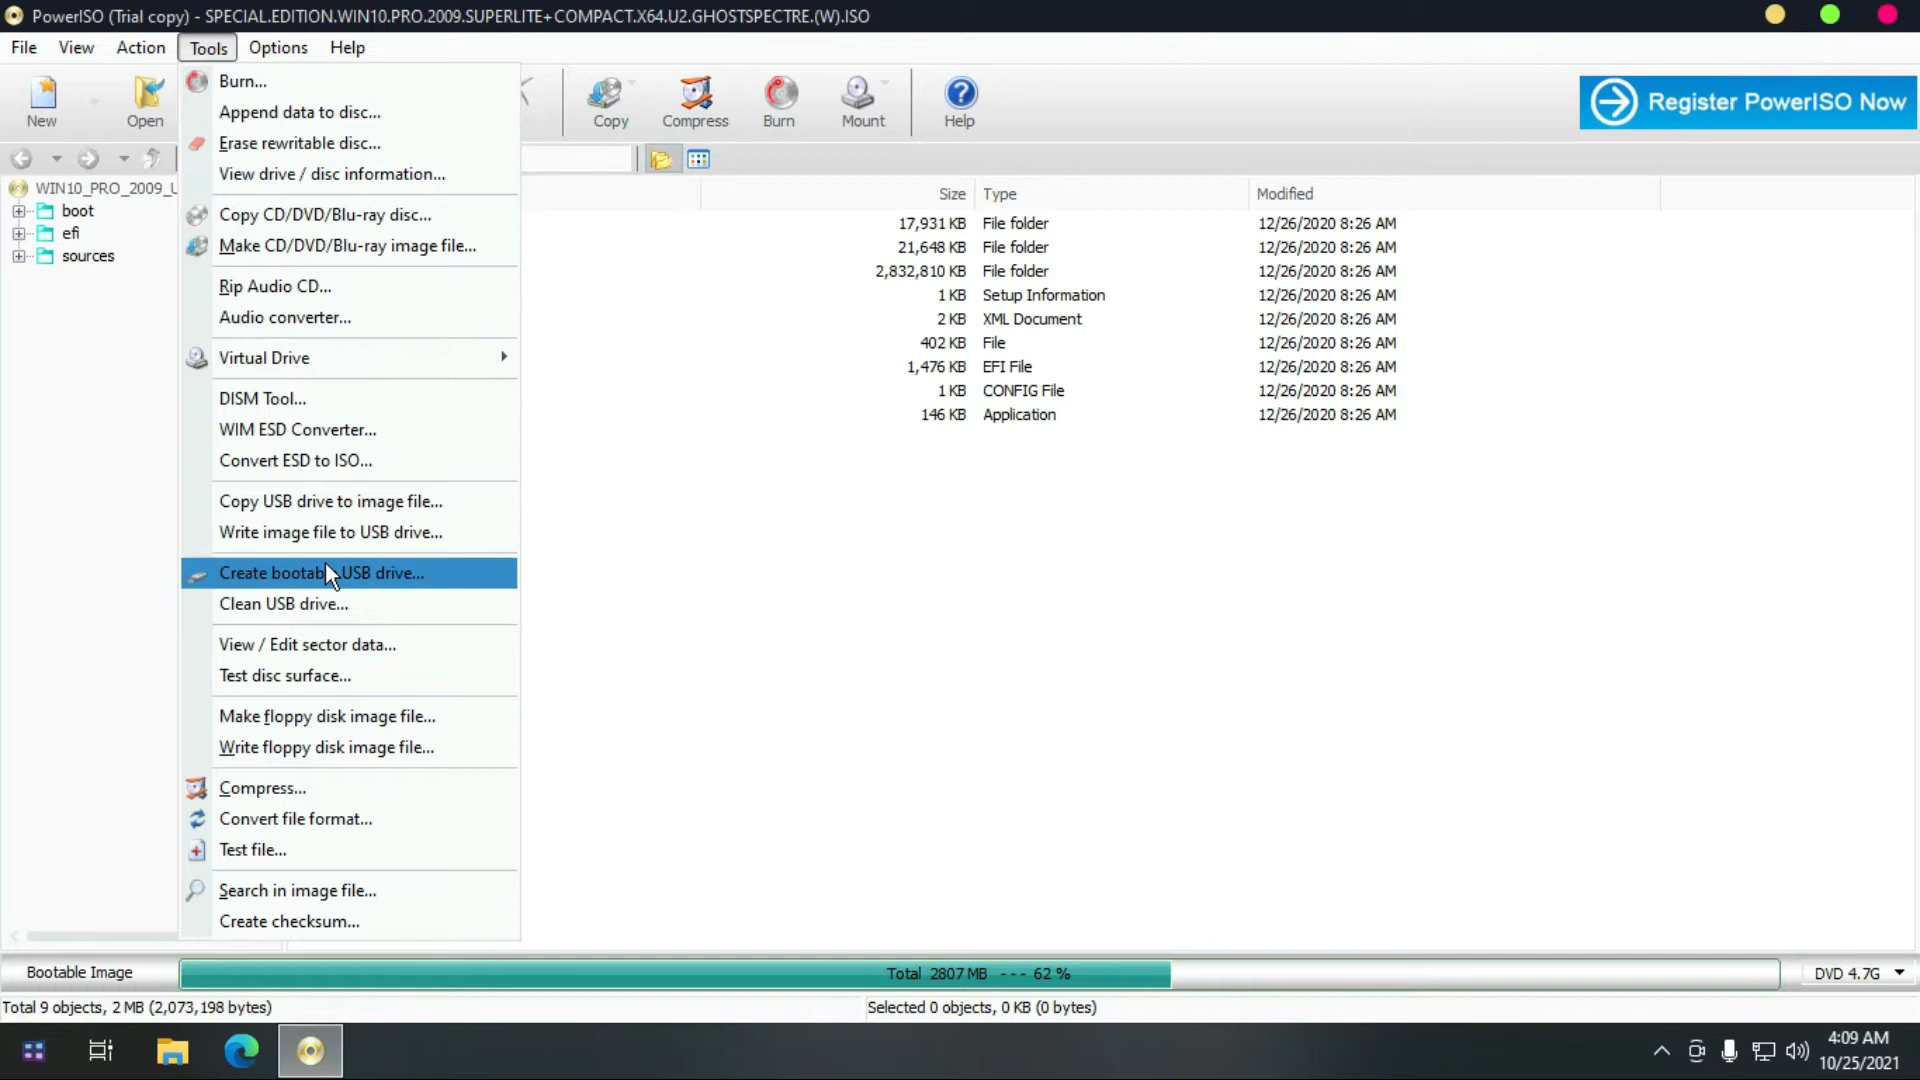 PowerISO (Trial copy) - SPECIAL.EDITION.WIN10.PRO.2009.SUPERLITE+COMPACT.X64.U2.GHOSTSPECTRE.(W).ISO
File View Action Tools Options Help
New Open Copy Compress Burn Mount Help
Register PowerISO Now
Burn...
Append data to disc...
Erase rewritable disc...
View drive / disc information...
Copy CD/DVD/Blu-ray disc...
Make CD/DVD/Blu-ray image file...
Rip Audio CD...
Audio converter...
Virtual Drive
DISM Tool...
WIM ESD Converter...
Convert ESD to ISO...
Copy USB drive to image file...
Write image file to USB drive...
Create bootab USB drive...
Clean USB drive...
View / Edit sector data...
Test disc surface...
Make floppy disk image file...
Write floppy disk image file...
Compress...
Convert file format...
Test file...
Search in image file...
Create checksum...
WIN10_PRO_2009_U
boot
efi
sources
Size Type Modified
17,931 KB File folder 12/26/2020 8:26 AM
21,648 KB File folder 12/26/2020 8:26 AM
2,832,810 KB File folder 12/26/2020 8:26 AM
1 KB Setup Information 12/26/2020 8:26 AM
2 KB XML Document 12/26/2020 8:26 AM
402 KB File 12/26/2020 8:26 AM
1,476 KB EFI File 12/26/2020 8:26 AM
1 KB CONFIG File 12/26/2020 8:26 AM
146 KB Application 12/26/2020 8:26 AM
Bootable Image Total 2807 MB --- 62 % DVD 4.7G
Total 9 objects, 2 MB (2,073,198 bytes) Selected 0 objects, 0 KB (0 bytes)
4:09 AM
10/25/2021